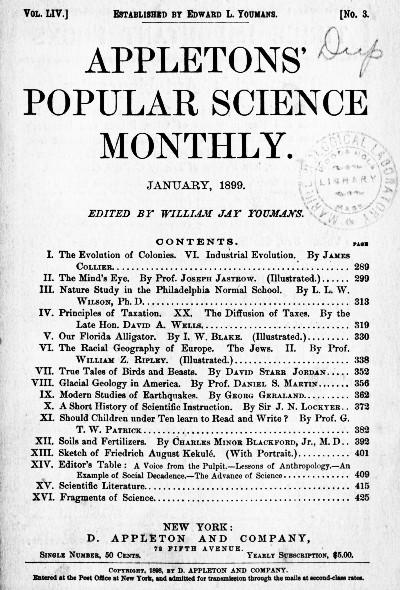 VOL. LIV.] ESTABLISHED BY EDWARD L. YOUMANS. [NO. 3.
Dup
APPLETONS'
POPULAR SCIENCE
MONTHLY.
JANUARY, 1899.
EDITED BY WILLIAM JAY YOUMANS.
MARINE BIOLOGICAL LABORATORY
LIBRARY
WOODS HOLE
MASS.
CONTENTS. PAGE
I. The Evolution of Colonies. VI. Industrial Evolution. By JAMES
COLLIER. 289
II. The Mind's Eye. By Prof. JOSEPH JASTROW. (Illustrated.) 299
III. Nature Study in the Philadelphia Normal School. By L. L. W.
WILSON, Ph. D. 313
IV. Principles of Taxation. XX. The Diffusion of Taxes. By the
Late Hon. DAVID A. WELLS. 319
V. Our Florida Alligator. By I. W. BLAKE. (Illustrated.) 330
VI. The Racial Geography of Europe. The Jews. II. By Prof.
WILLIAM Z. RIPLEY. (Illustrated.) 338
VII. True Tales of Birds and Beasts. By DAVID STARR JORDAN. 352
VIII. Glacial Geology in America. By Prof. DANIEL S. MARTIN. 356
IX. Modern Studies of Earthquakes. By GEORG GERALAND. 362
X. A Short History of Scientific Instruction. By Sir J. N. LOCKYER. 372
XI. Should Children under Ten learn to Read and Write? By Prof. G.
T. W. PATRICK. 382
XII. Soils and Fertilizers. By CHARLES MINOR BLACKFORD, Jr., M. D. 392
XIII. Sketch of Friedrich August Kekulé. (With Portrait.) 401
XIV. Editor's Table: A Voice from the Pulpit.—Lessons of Anthropology.—An
Example of Social Decadence.—The Advance of Science 409
XV. Scientific Literature. 415
XVI. Fragments of Science. 425
NEW YORK:
D. APPLETON AND COMPANY,
72 FIFTH AVENUE.
SINGLE NUMBER, 50 CENTS. YEARLY SUBSCRIPTION, $5.00.
COPYRIGHT, 1898, BY D. APPLETON AND COMPANY.
Entered at the Post Office at New York, and admitted for transmission through the mails at second-class rates.